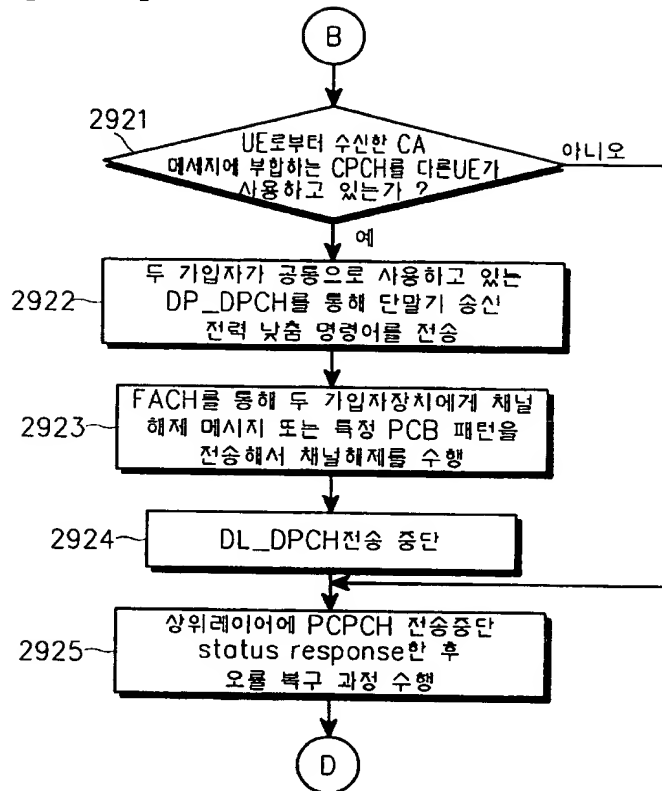 B
2921
UE로부터 수신한 CA
메세지에 부합하는 CPCH를 다른UE가
사용하고 있는가 ?
아니오
예
2922
두 가입자가 공통으로 사용하고 있는
DP_DPCH를 통해 단말기 송신
전력 낮춤 명령어를 전송
2923
FACH를 통해 두 가입자장치에게 채널
해제 메시지 또는 특정 PCB 패턴을
전송해서 채널해제를 수행
2924
DL_DPCH전송 중단
2925
상위레이어에 PCPCH 전송중단
status response한 후
오률 복구 과정 수행
D